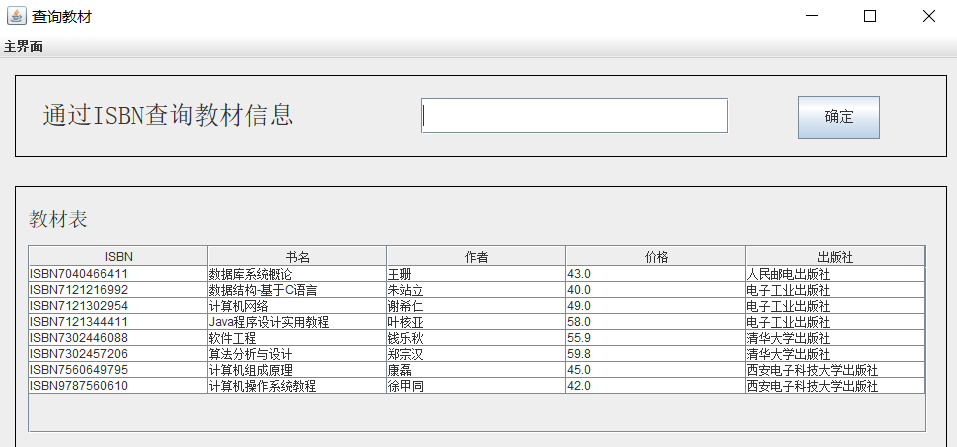 查询教材
主界面
通过ISBN查询教材信息 确定
教材表
ISBN 书名 作者 价格 出版社
ISBN7040466411 数据库系统概论 王珊 43.0 人民邮电出版社
ISBN7121216992 数据结构-基于C语言 朱站立 40.0 电子工业出版社
ISBN7121302954 计算机网络 谢希仁 49.0 电子工业出版社
ISBN7121344411 Java程序设计实用教程 叶核亚 58.0 电子工业出版社
ISBN7302446088 软件工程 钱乐秋 55.9 清华大学出版社
ISBN7302457206 算法分析与设计 郑宗汉 59.8 清华大学出版社
ISBN7560649795 计算机组成原理 康磊 45.0 西安电子科技大学出版社
ISBN9787560610 计算机操作系统教程 徐甲同 42.0 西安电子科技大学出版社